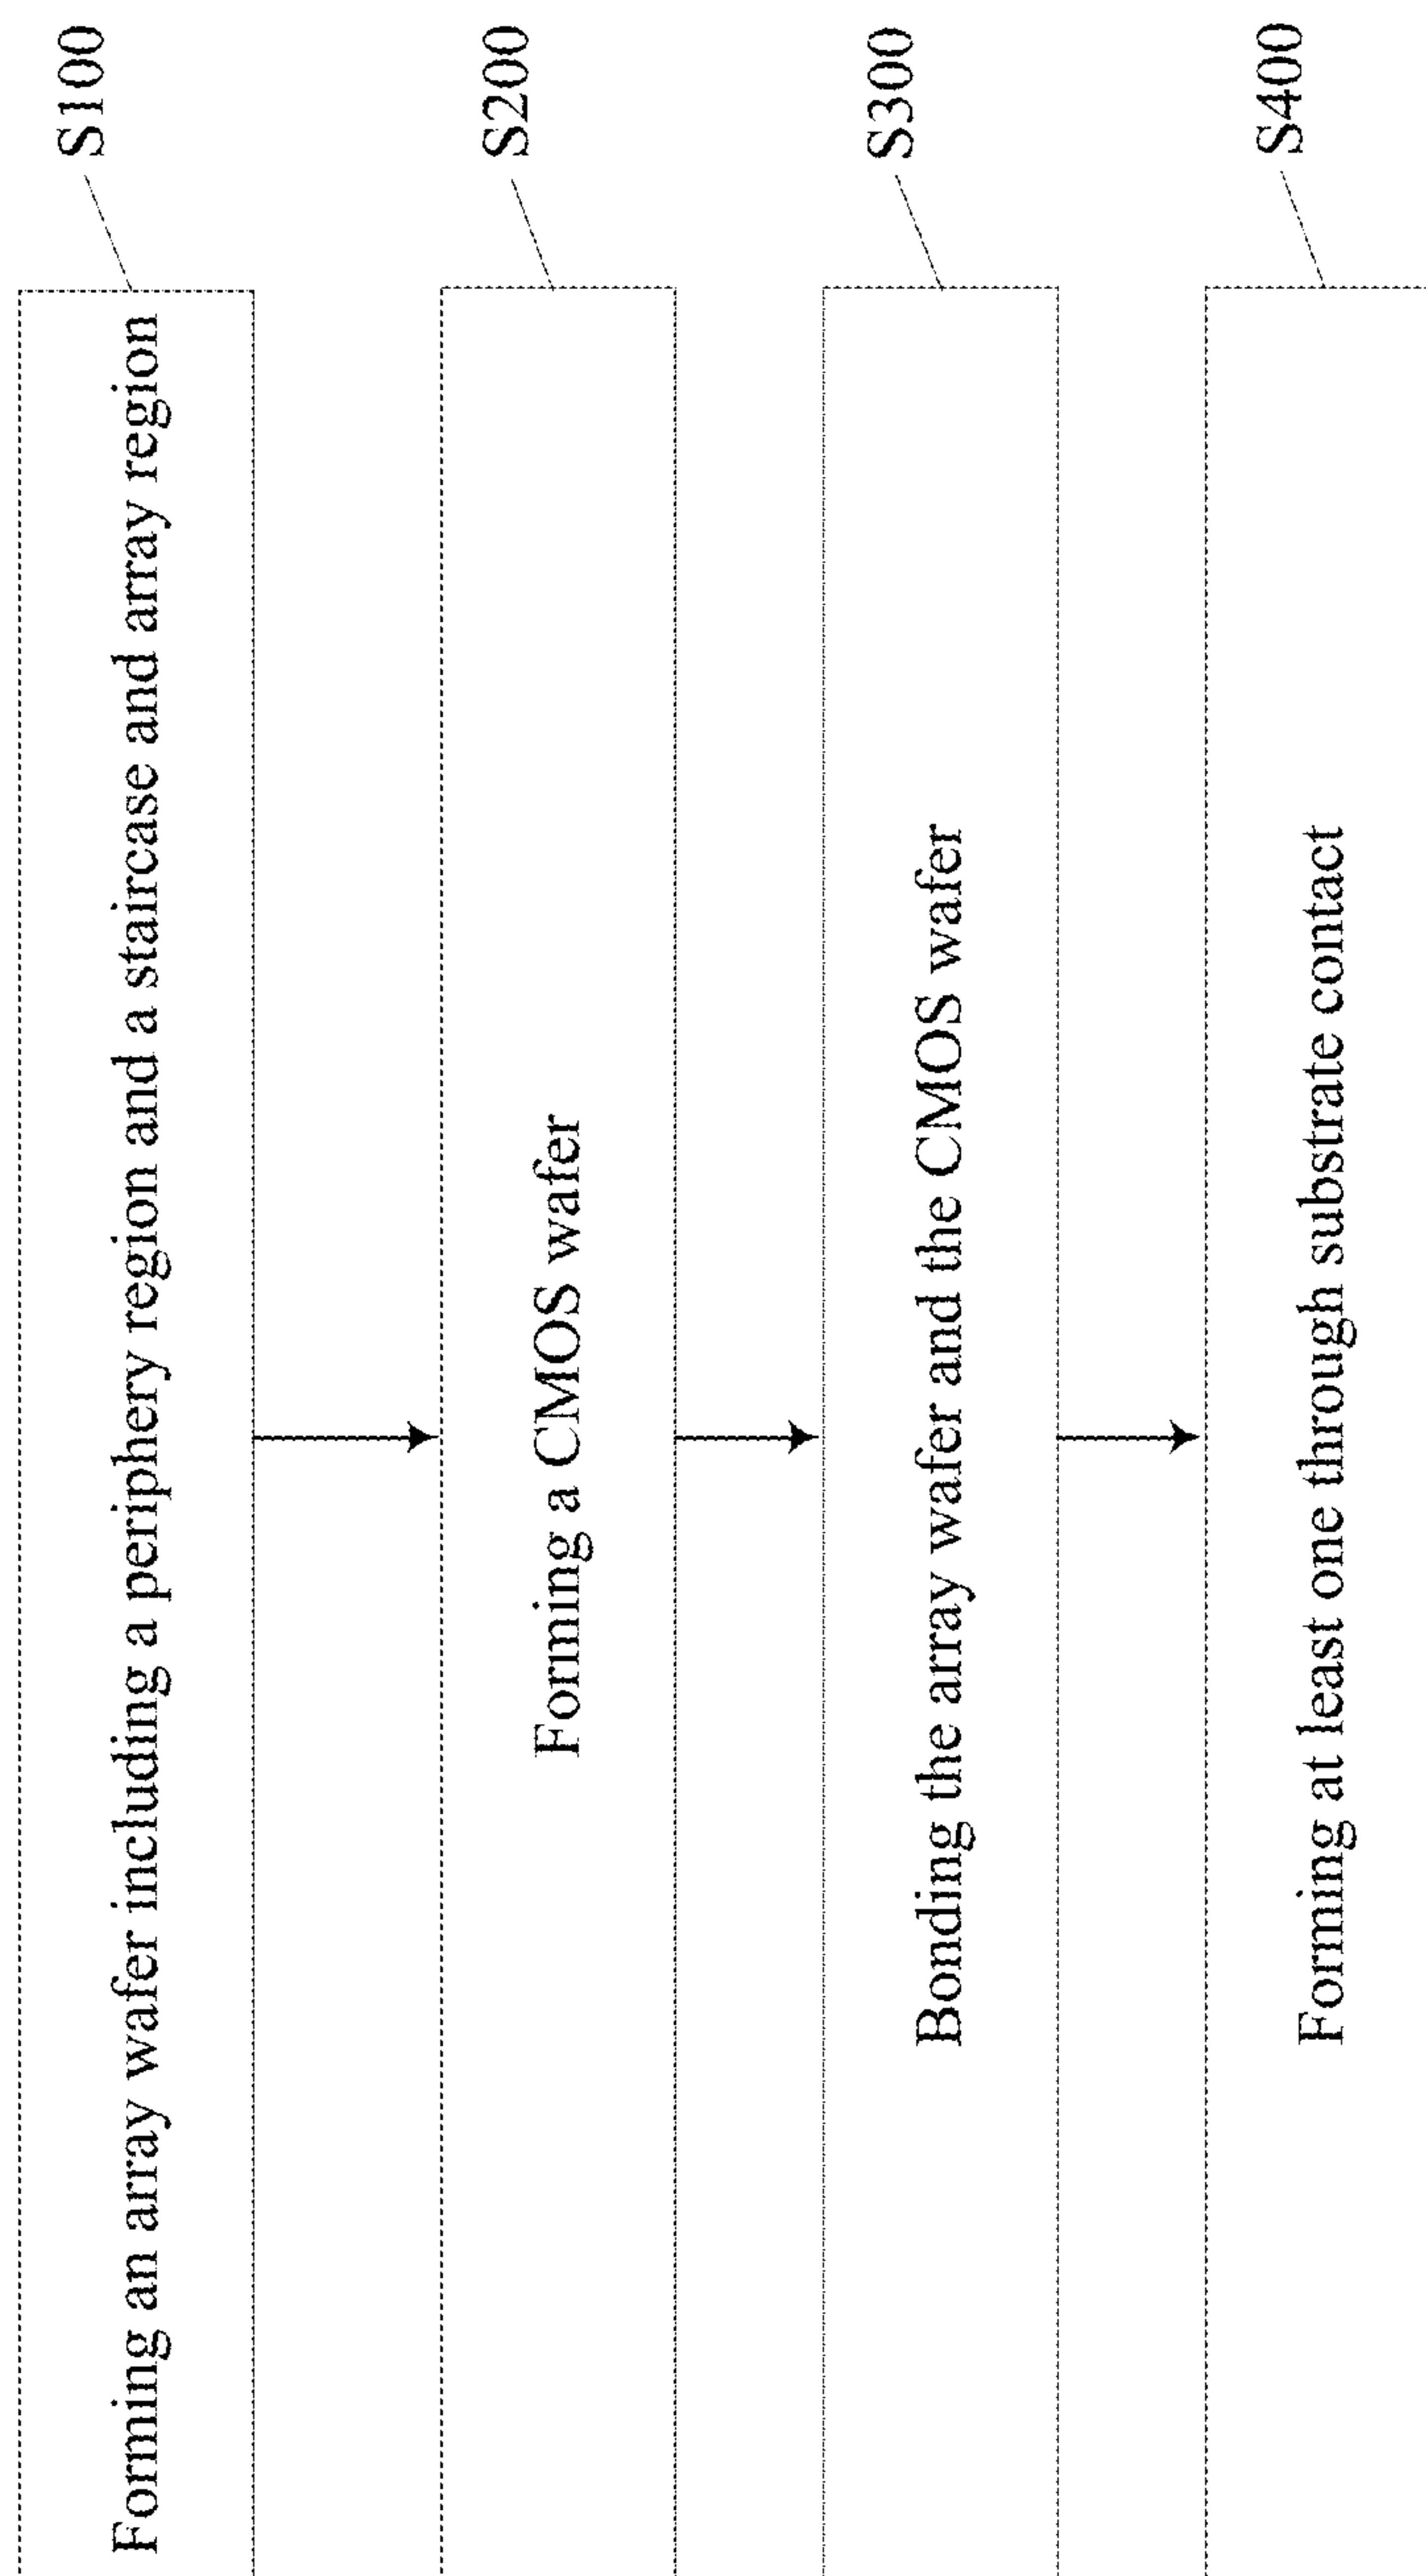 S100
Forming an array wafer including a periphery region and a staircase and array region
S200
Forming a CMOS wafer
S300
Bonding the array wafer and the CMOS wafer
S400
Forming at least one through substrate contact